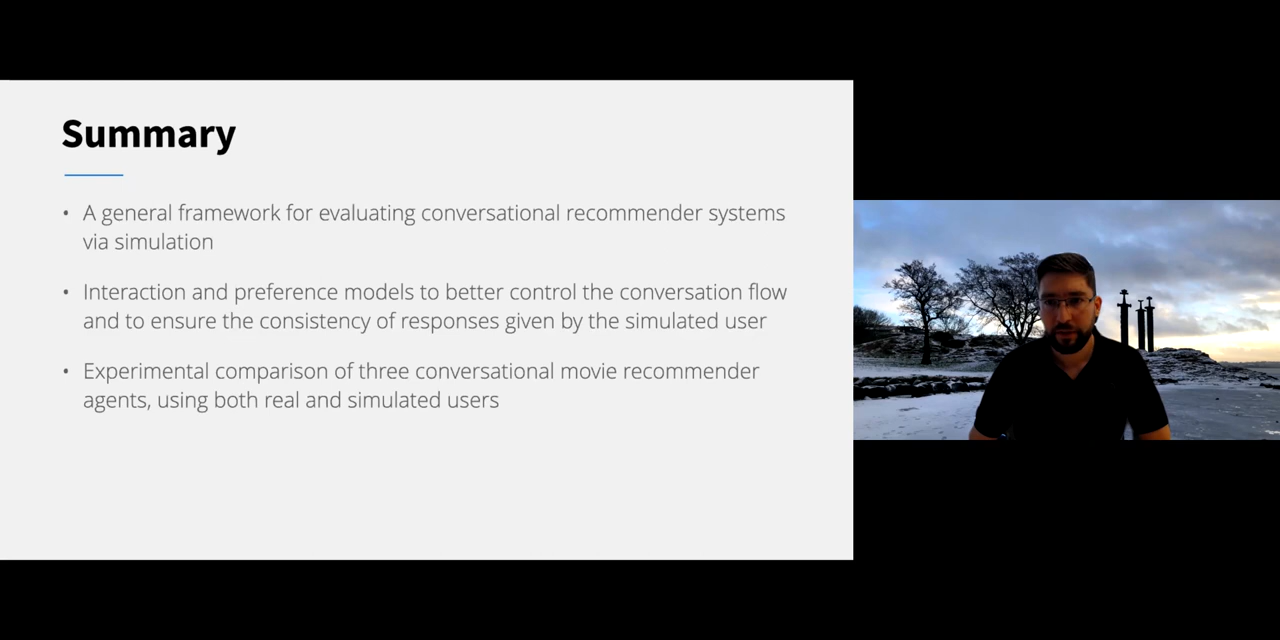 Summary
• A general framework for evaluating conversational recommender systems
via simulation
• Interaction and preference models to better control the conversation flow
and to ensure the consistency of responses given by the simulated user
• Experimental comparison of three conversational movie recommender
agents, using both real and simulated users